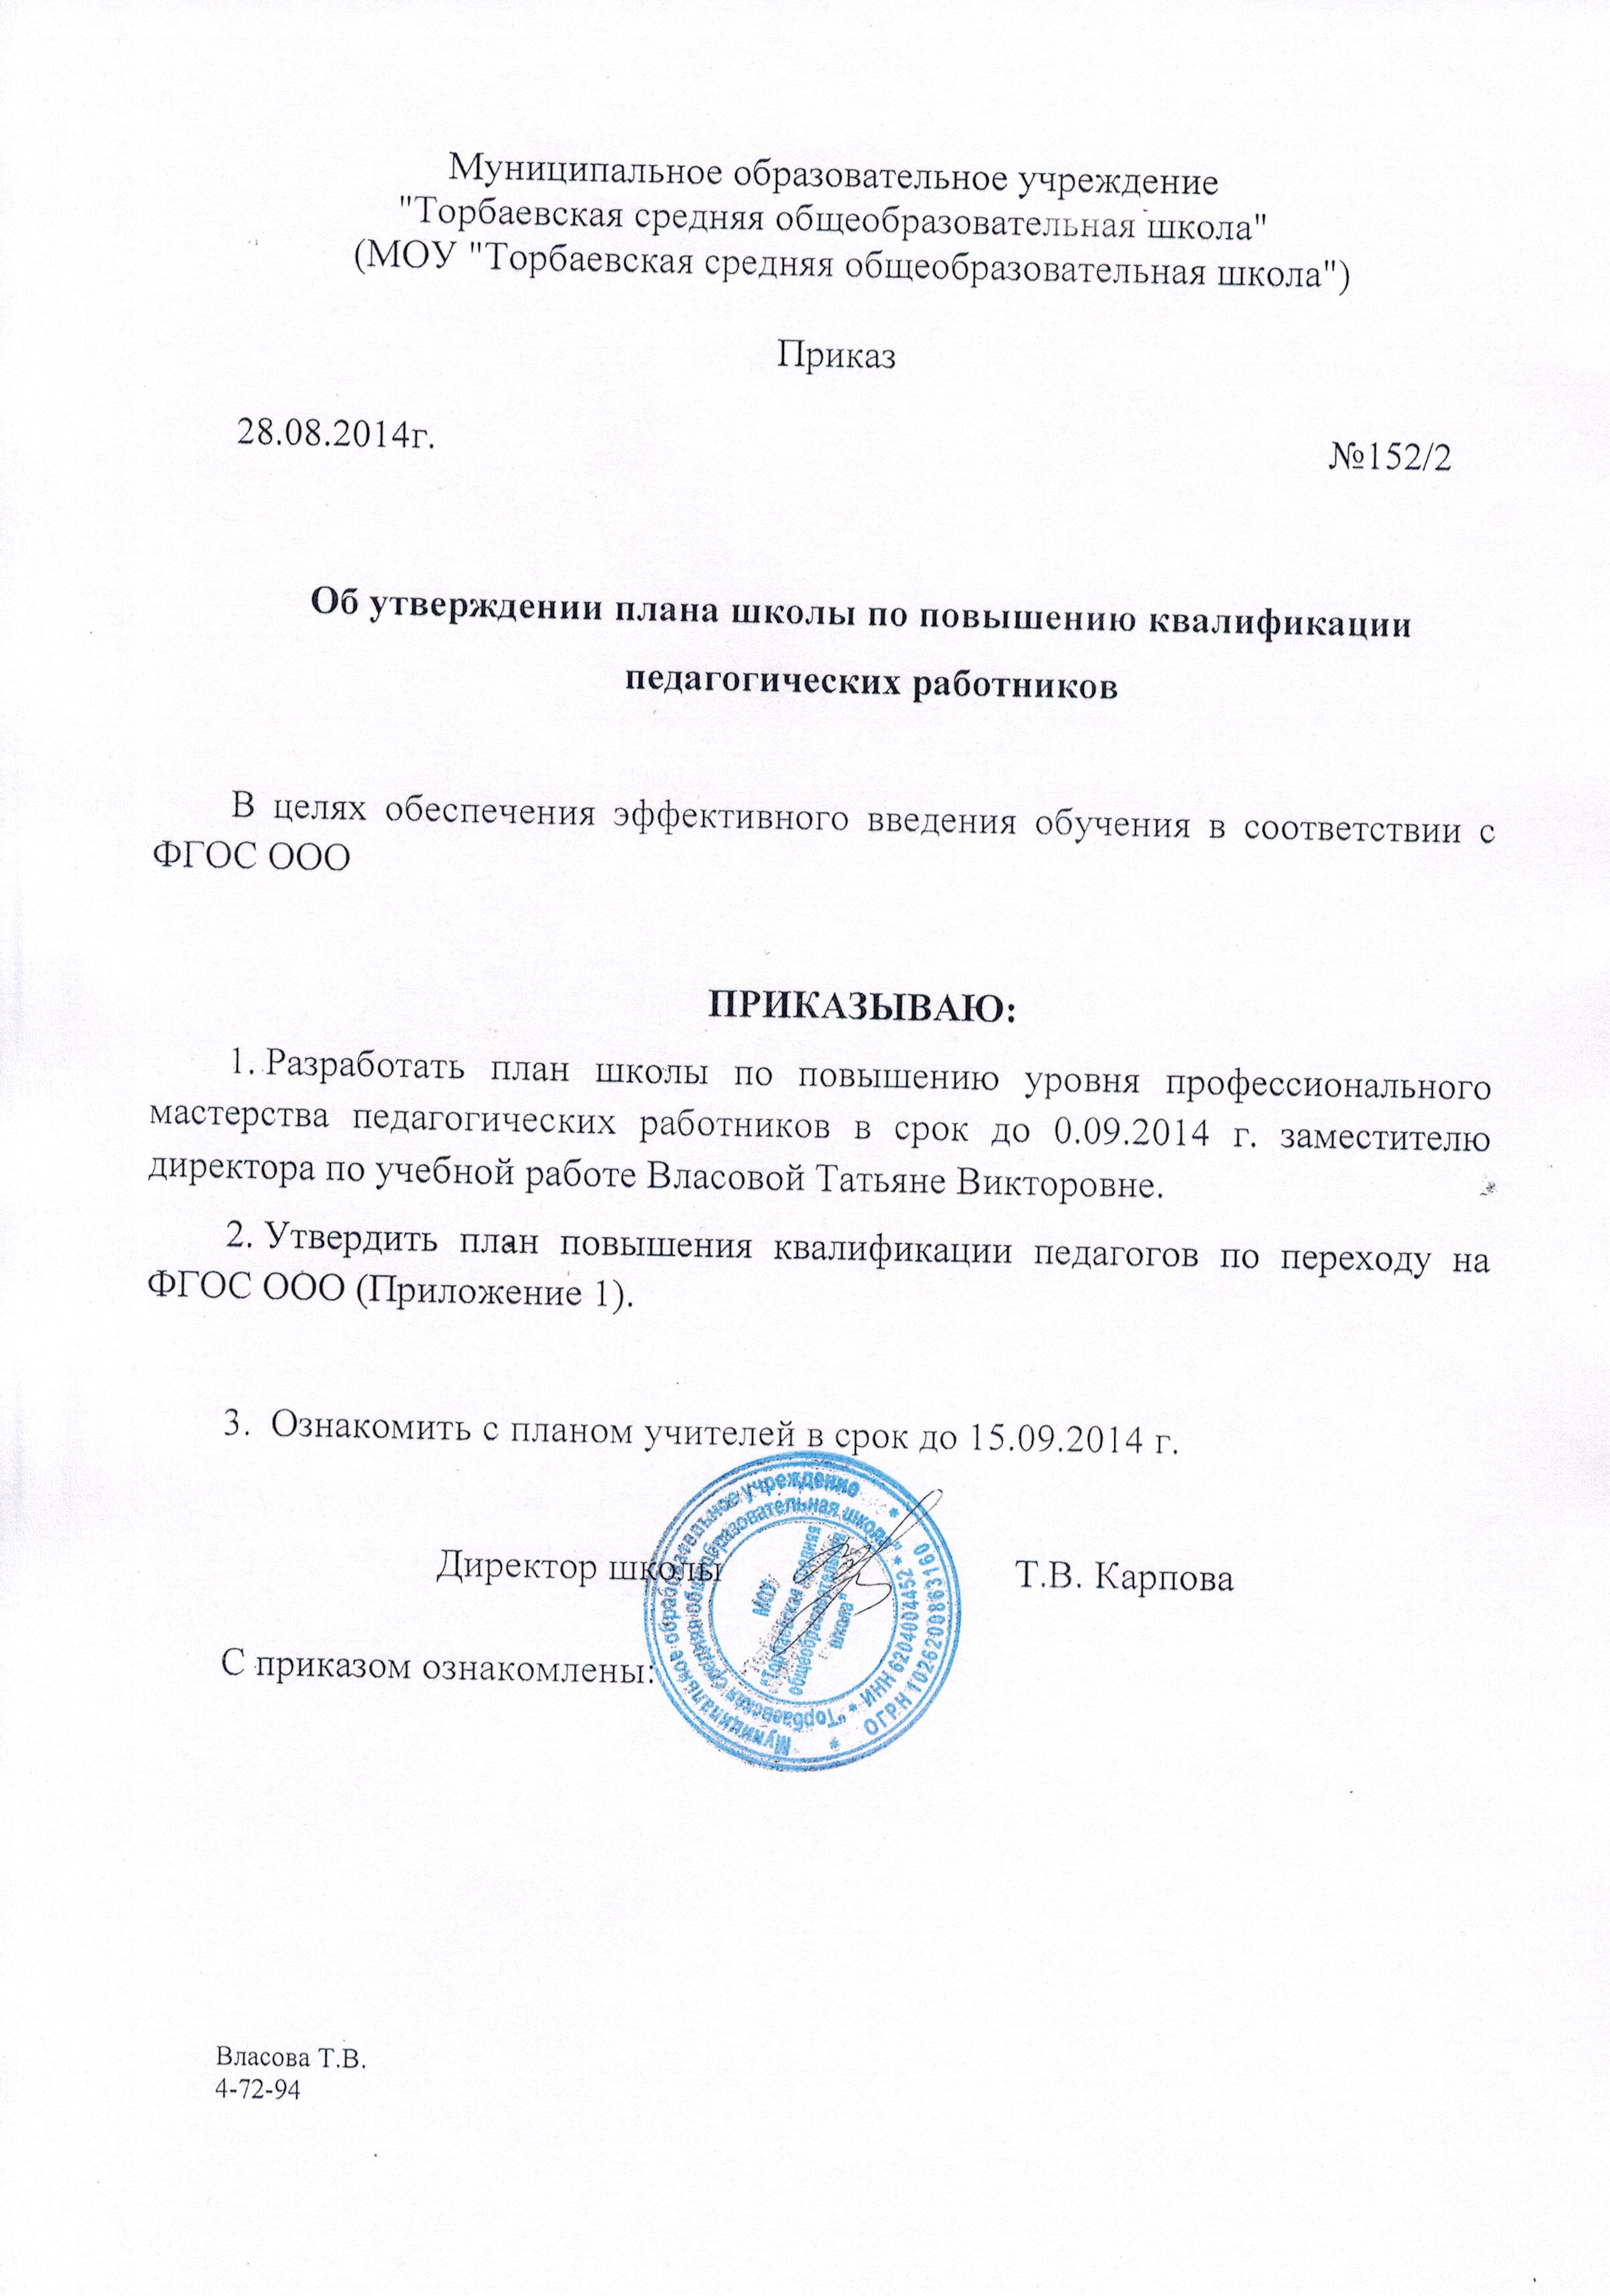 Муниципальное образовательное учреждение
"Торбаевская средняя общеобразовательная школа"
(МОУ "Торбаевская средняя общеобразовательная школа")
Приказ
28.08.2014г.
№152/2
Об утверждении плана школы по повышению квалификации
педагогических работников
В целях обеспечения эффективного введения обучения в соответствии с
ФГОС ООО
ПРИКАЗЫВАЮ:
1. Разработать план школы по повышению уровня профессионального
мастерства педагогических работников в срок до 0.09.2014 г. заместителю
директора по учебной работе Власовой Татьяне Викторовне.
2. Утвердить план повышения квалификации педагогов по переходу на
ФГОС ООО (Приложение 1).
3. Ознакомить с планом учителей в срок до 15.09.2014 г.
Директор школы
Т.В. Карпова
С приказом ознакомлены:
Муниципальное образовательное учреждение
* ОГРН 1026200863160 *
"Торбаевская средняя общеобразовательная школа"
* ИНН 6204004452 *
МОУ
"Торбаевская средняя
общеобразовательная
школа"
Власова Т.В.
4-72-94